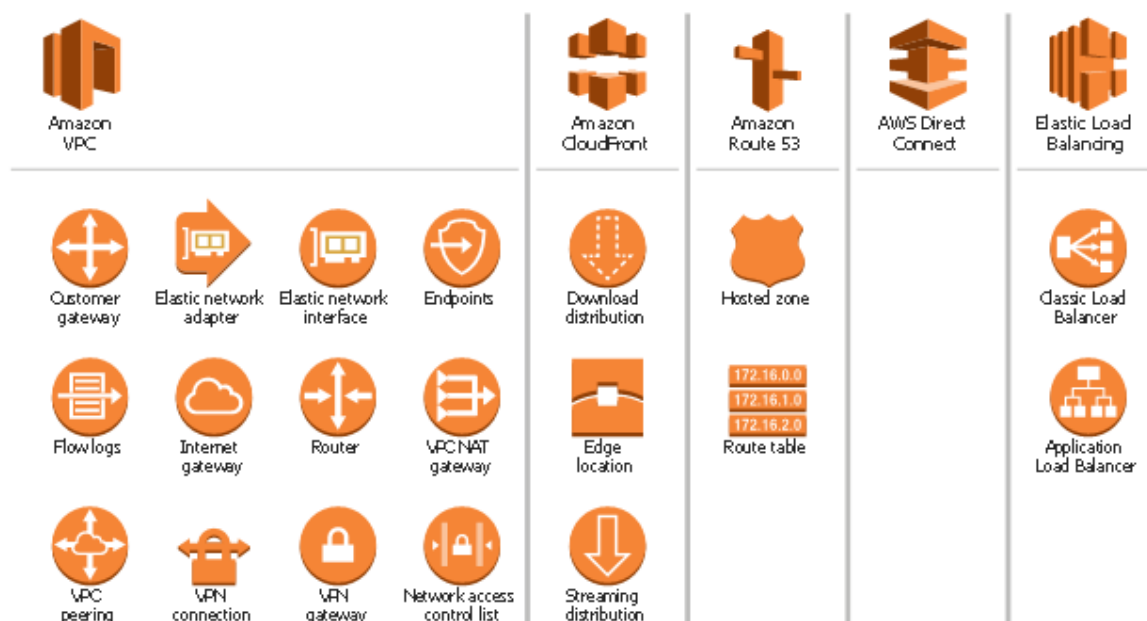 Amazon
VPC
Amazon
CloudFront
Amazon
Route 53
AWS Direct
Connect
Elastic Load
Balancing
Customer
gateway
Elastic network
adapter
Elastic network
interface
Endpoints
Download
distribution
Hosted zone
Classic Load
Balancer
Flow logs
Internet
gateway
Router
VPC NAT
gateway
Edge
location
172.16.0.0
172.16.1.0
172.16.2.0
Route table
Application
Load Balancer
VPC
peering
VPN
connection
VPN
gateway
Network access
control list
Streaming
distribution